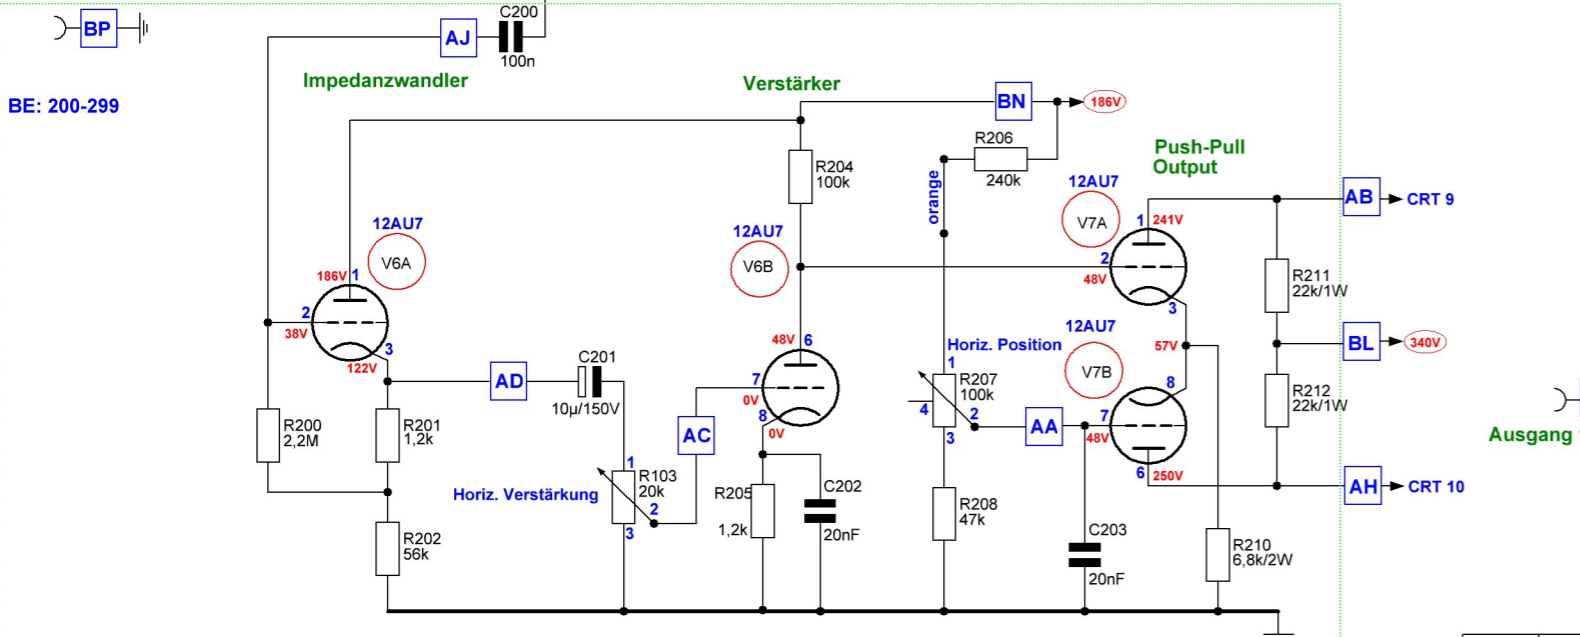 BP
BE: 200-299
AJ
C200
100n
Impedanzwandler
Verstärker
BN
186V
R206
240k
orange
Push-Pull
Output
R204
100k
12AU7
V6A
186V 1
2
38V
3
122V
12AU7
V6B
48V 6
7
0V
8
0V
12AU7
V7A
1 241V
2
48V
3
57V
12AU7
V7B
8
7
48V
6 250V
AB
CRT 9
R211
22k/1W
BL
340V
R212
22k/1W
AH
CRT 10
Ausgang
AD
C201
10µ/150V
AC
R200
2,2M
R201
1,2k
R202
56k
Horiz. Verstärkung
1
R103
20k
2
3
R205
1,2k
C202
20nF
Horiz. Position
1
R207
100k
4
2
3
AA
R208
47k
C203
20nF
R210
6,8k/2W